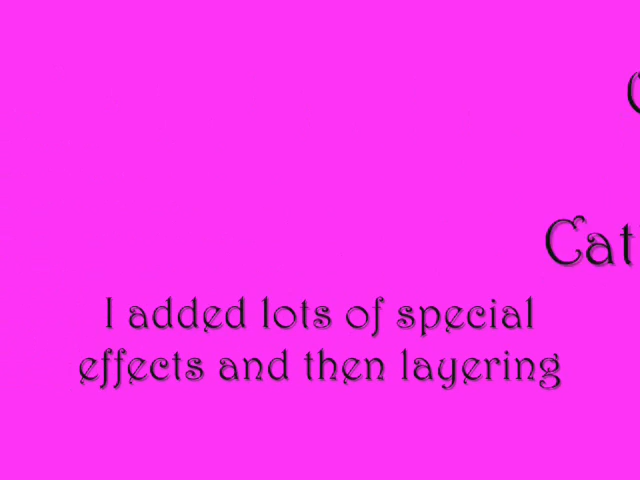 C
Cat
I added lots of special
effects and then layering